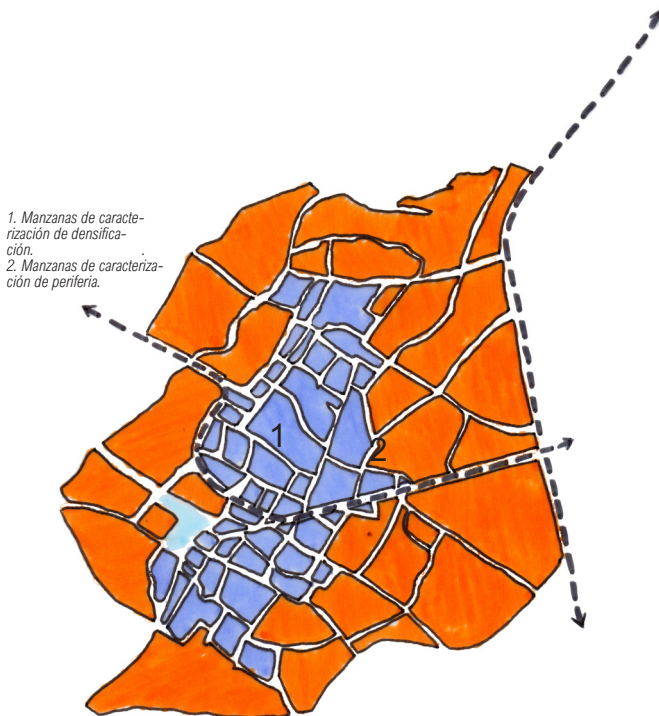 1. Manzanas de caracte-
rización de densifica-
ción.
2. Manzanas de caracteriza-
ción de periferia.
1
2